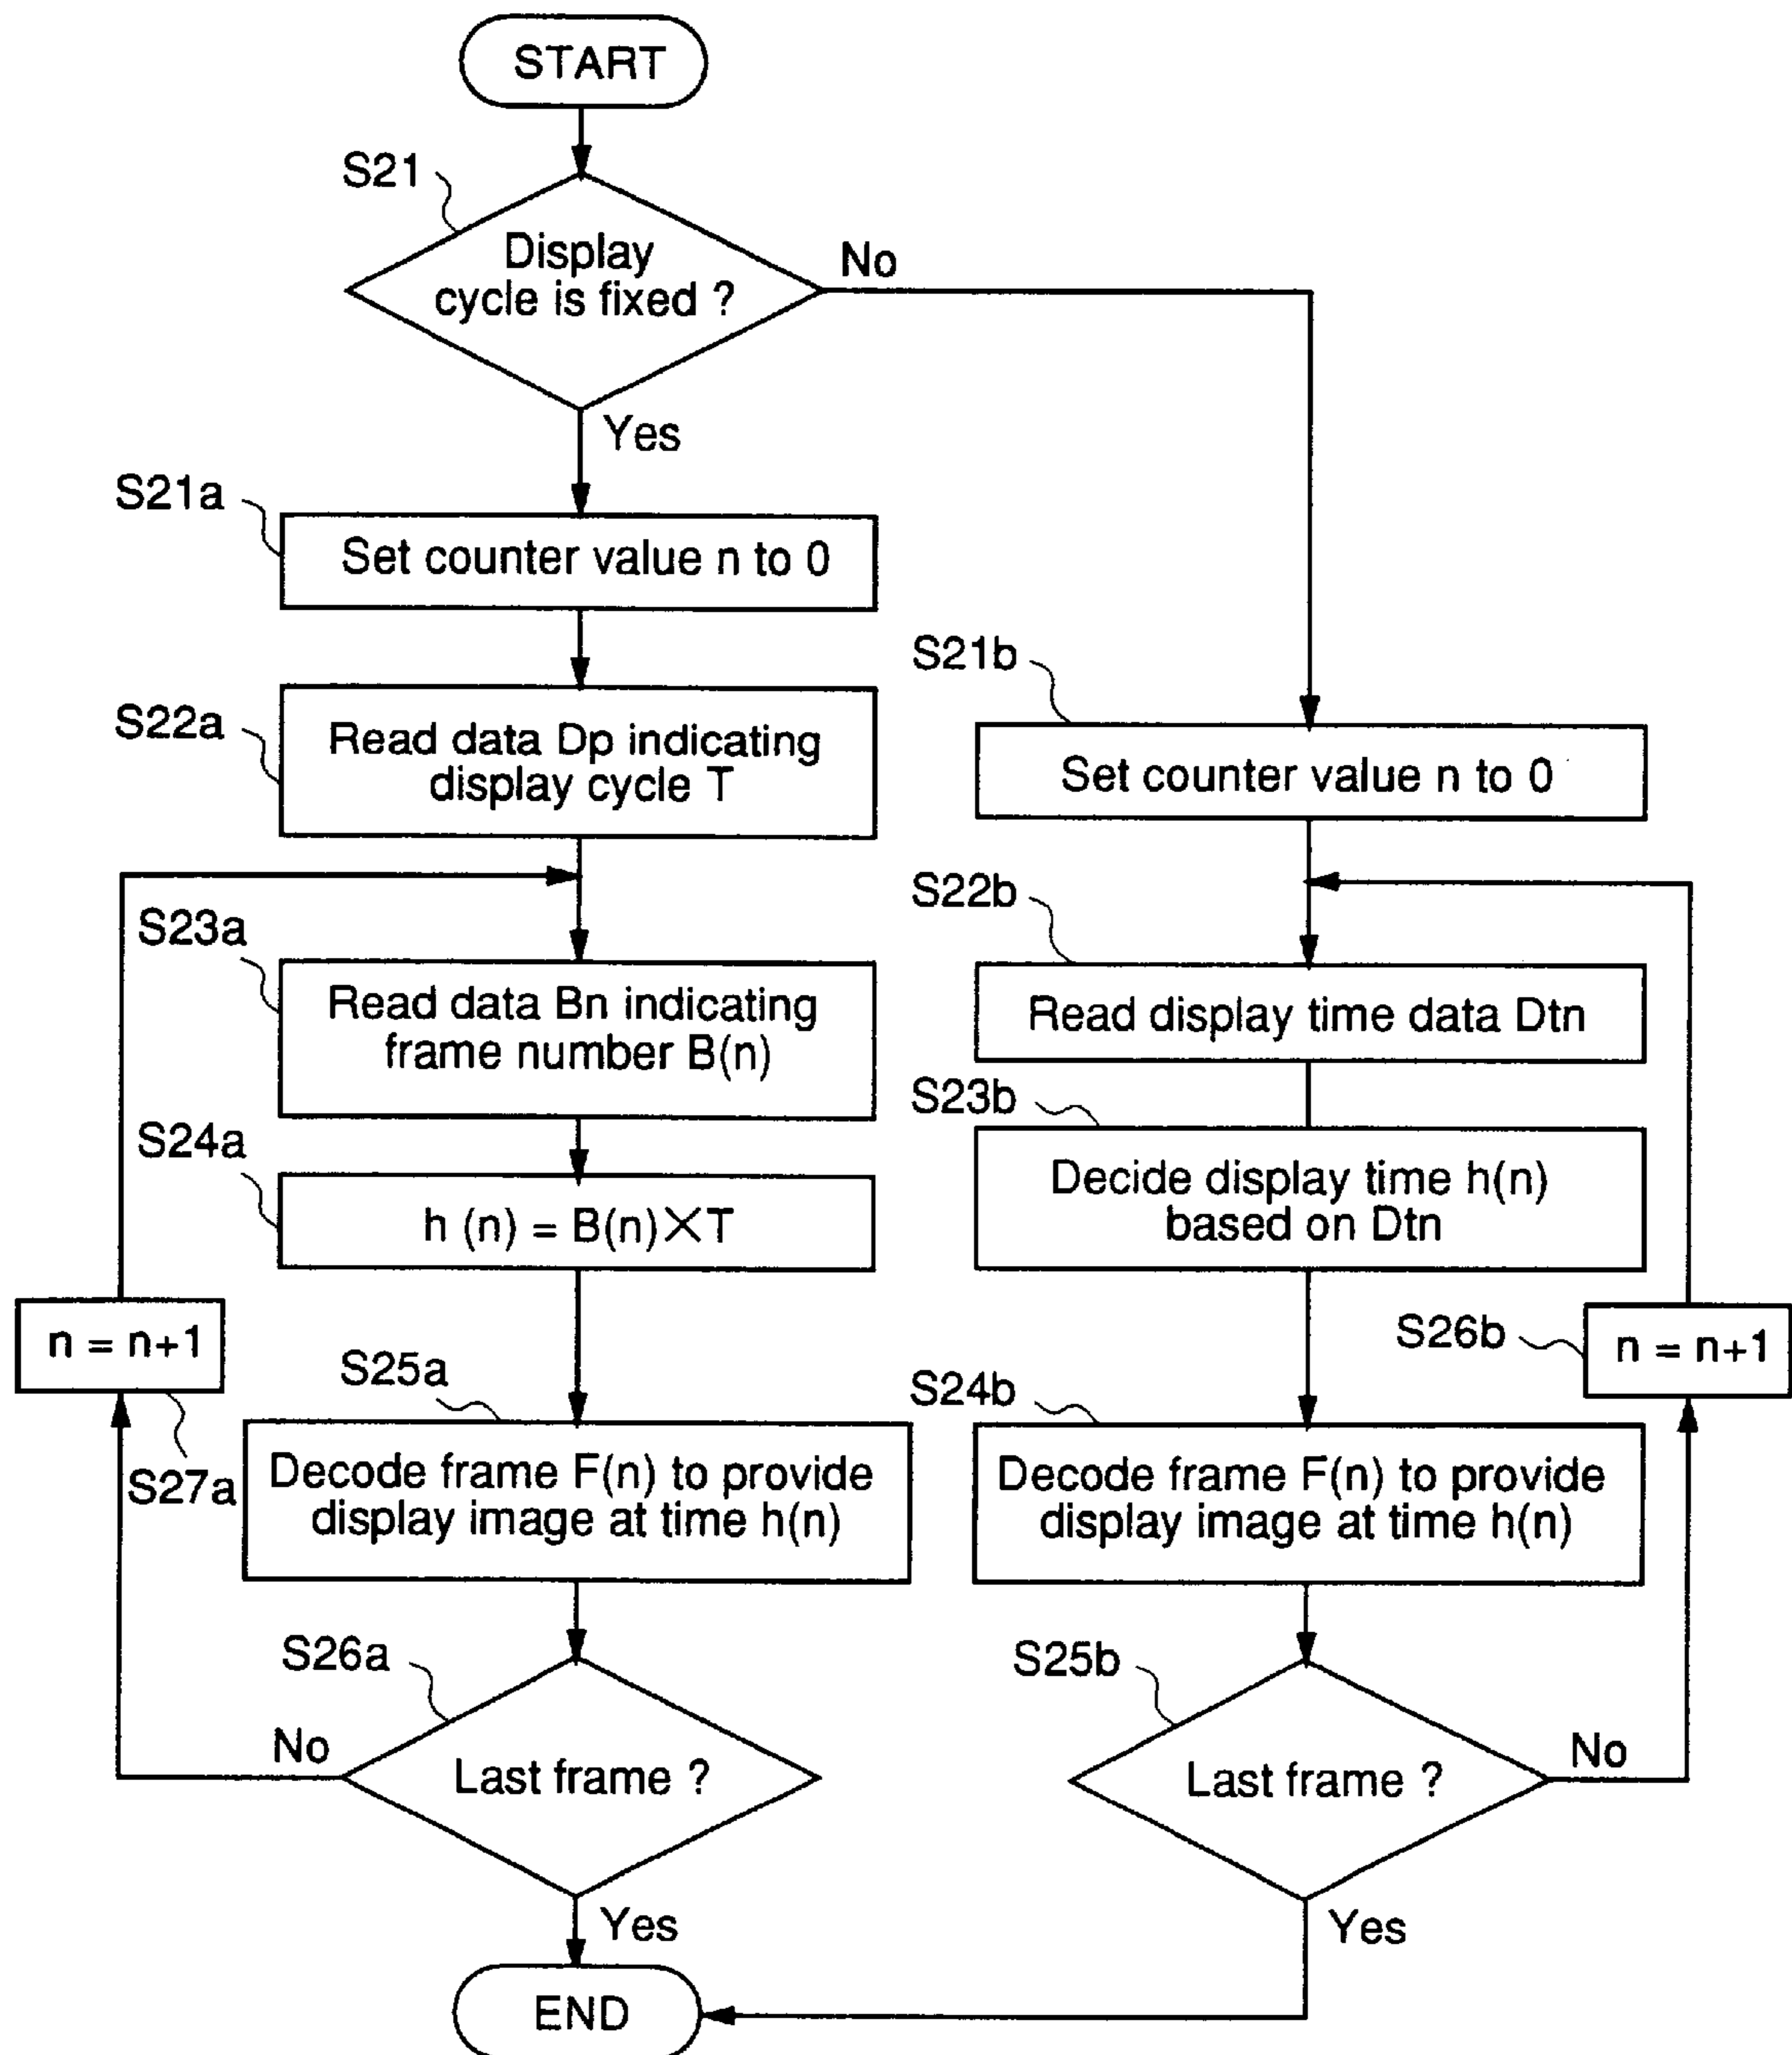 START
S21
Display
cycle is fixed ?
No
Yes
S21a
Set counter value n to 0
S22a
Read data Dp indicating
display cycle T
S21b
Set counter value n to 0
S23a
Read data Bn indicating
frame number B(n)
S22b
Read display time data Dtn
S24a
h (n) = B(n)×T
S23b
Decide display time h(n)
based on Dtn
n = n+1
S27a
S26b
n = n+1
S25a
Decode frame F(n) to provide
display image at time h(n)
S24b
Decode frame F(n) to provide
display image at time h(n)
S26a
No
Last frame ?
Yes
S25b
Last frame ?
No
Yes
END